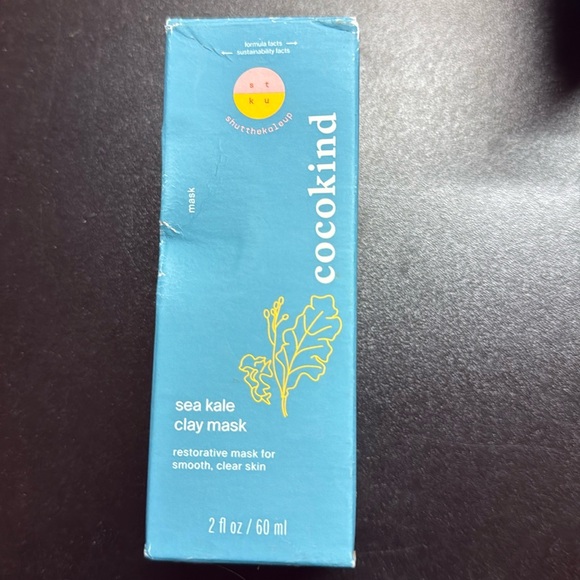 formula facts →
← sustainability facts
s t
k u
shutthekaleup
mask
cocokind
sea kale
clay mask
restorative mask for
smooth, clear skin
2 fl oz / 60 ml